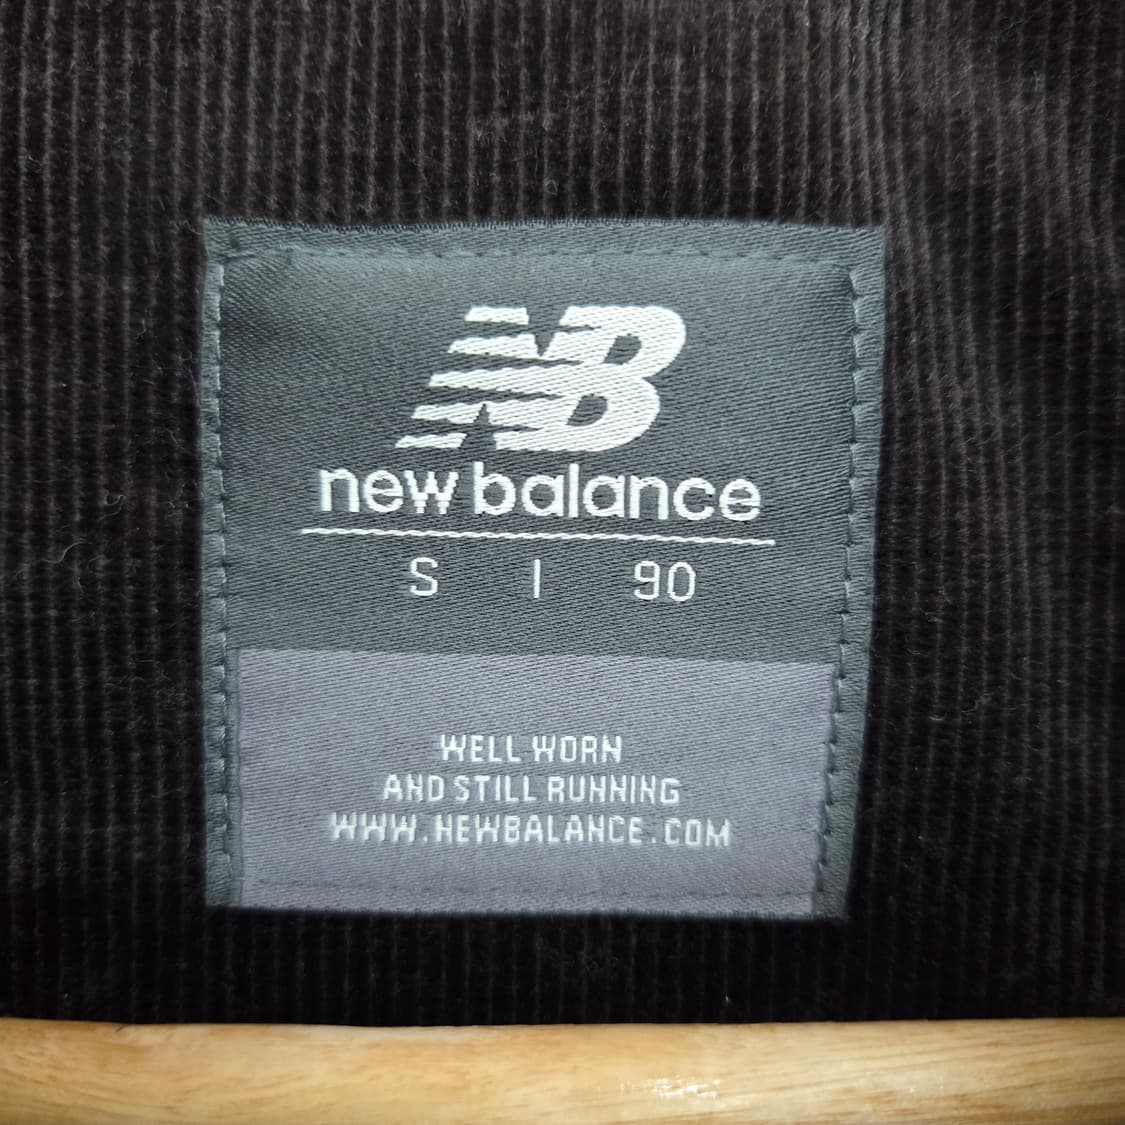 NB
new balance
S | 90
WELL WORN
AND STILL RUNNING
WWW.NEWBALANCE.COM